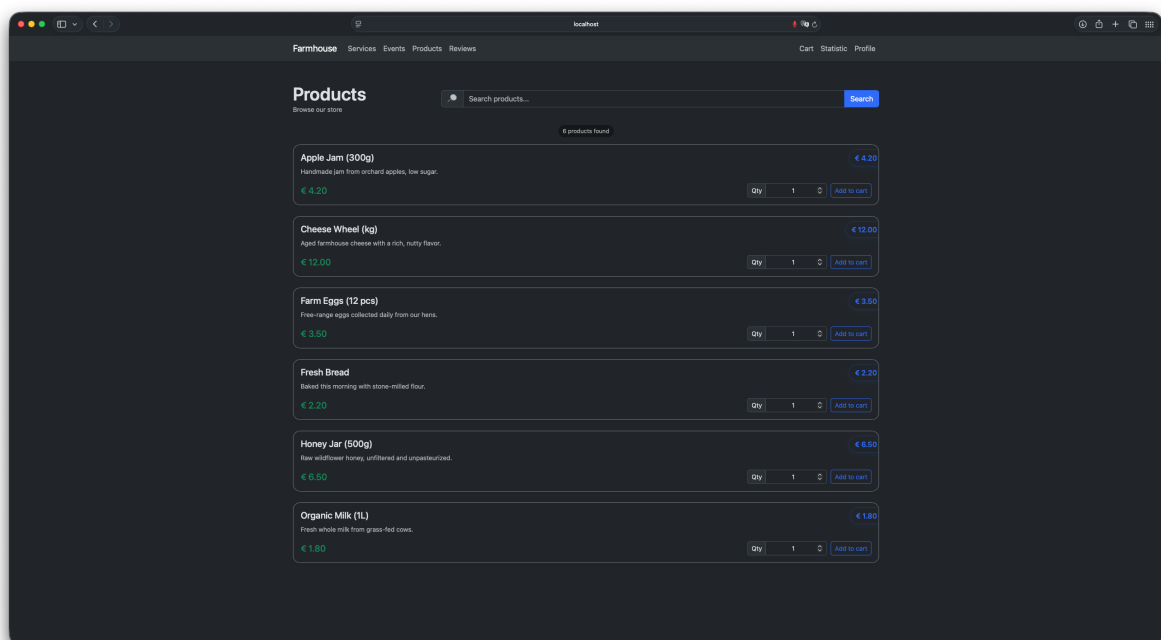 localhost
Farmhouse Services Events Products Reviews Cart Statistic Profile
Products
Browse our store
Search products...
Search
6 products found
Apple Jam (300g)
€ 4.20
Handmade jam from orchard apples, low sugar.
€ 4.20
Qty 1 Add to cart
Cheese Wheel (kg)
€ 12.00
Aged farmhouse cheese with a rich, nutty flavor.
€ 12.00
Qty 1 Add to cart
Farm Eggs (12 pcs)
€ 3.50
Free-range eggs collected daily from our hens.
€ 3.50
Qty 1 Add to cart
Fresh Bread
€ 2.20
Baked this morning with stone-milled flour.
€ 2.20
Qty 1 Add to cart
Honey Jar (500g)
€ 6.50
Raw wildflower honey, unfiltered and unpasteurized.
€ 6.50
Qty 1 Add to cart
Organic Milk (1L)
€ 1.80
Fresh whole milk from grass-fed cows.
€ 1.80
Qty 1 Add to cart